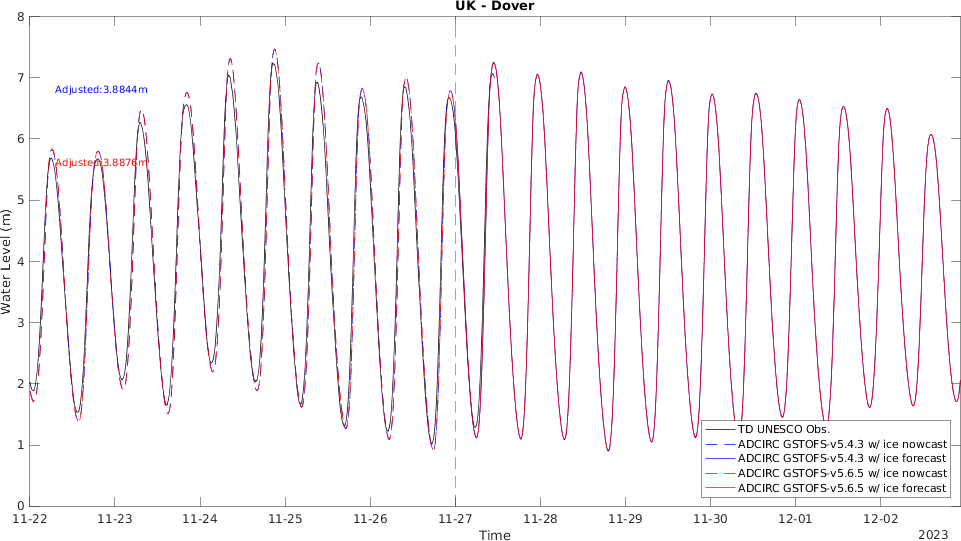 UK - Dover
8
7
6
5
4
3
2
1
0
Water Level (m)
Adjusted:3.8844m
Adjusted:3.8876m
TD UNESCO Obs.
ADCIRC GSTOFS-v5.4.3 w/ ice nowcast
ADCIRC GSTOFS-v5.4.3 w/ ice forecast
ADCIRC GSTOFS-v5.6.5 w/ ice nowcast
ADCIRC GSTOFS-v5.6.5 w/ ice forecast
11-22 11-23 11-24 11-25 11-26 11-27 11-28 11-29 11-30 12-01 12-02
Time
2023